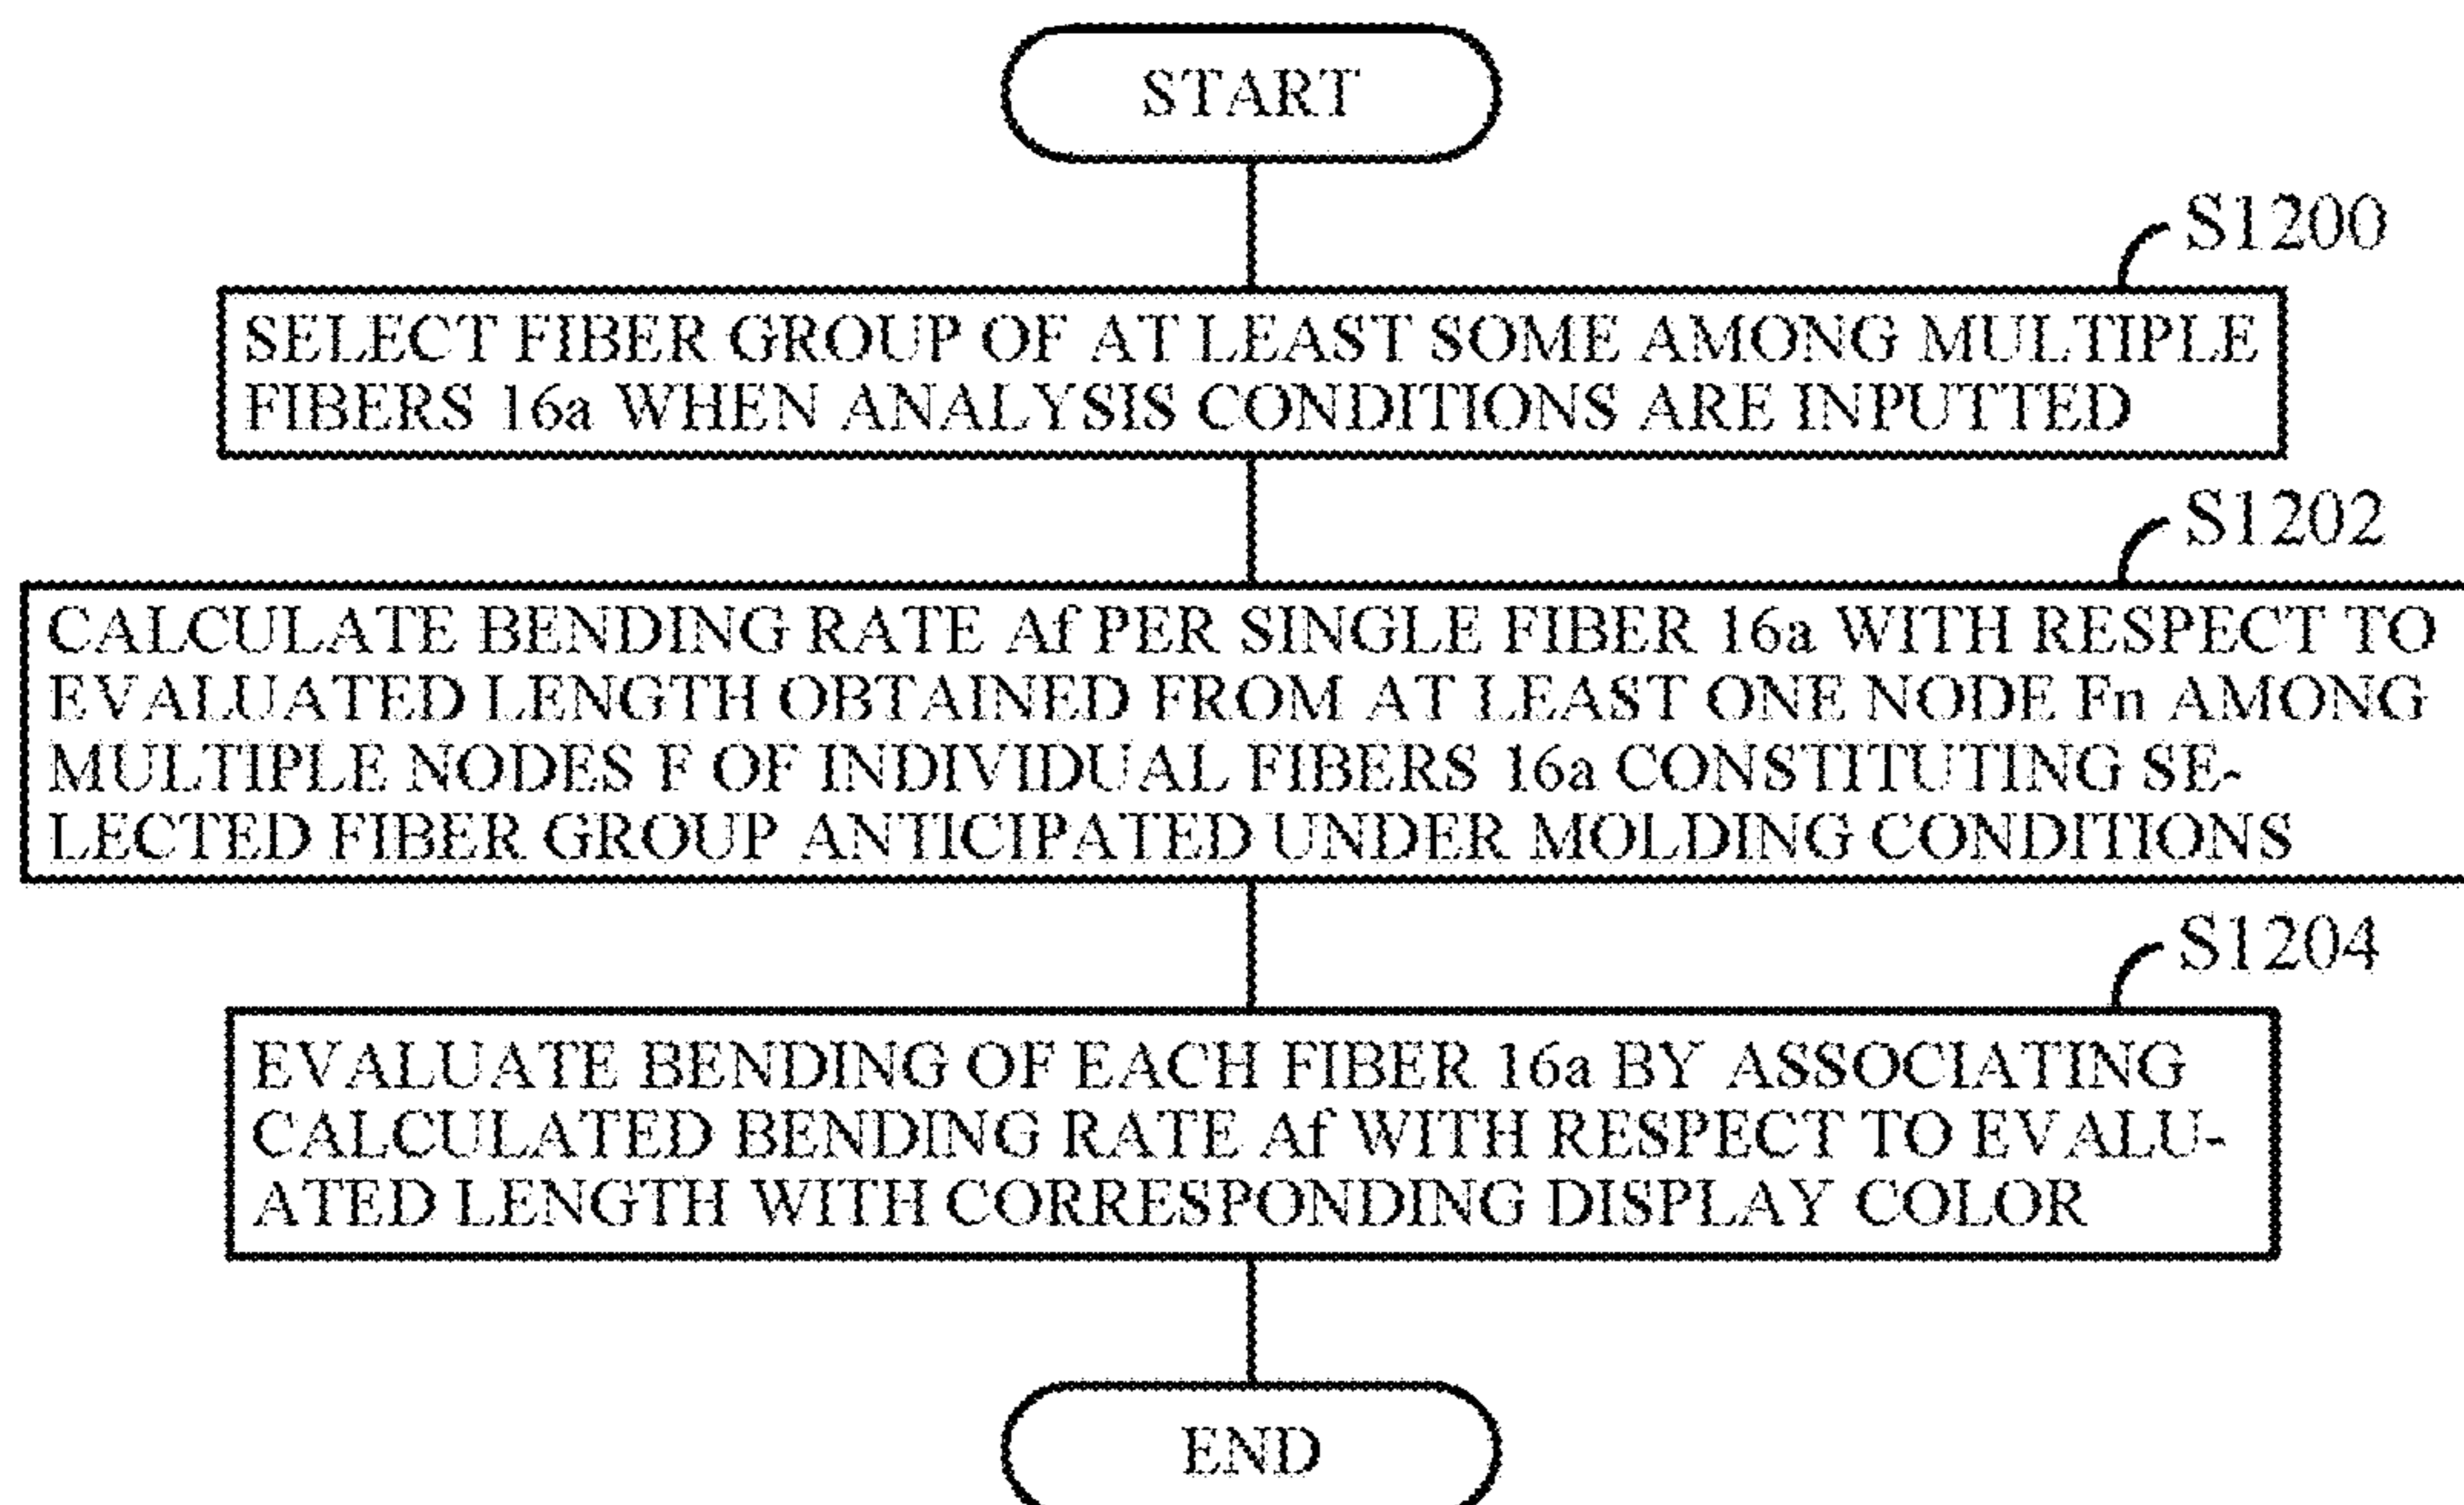 START
S1200
SELECT FIBER GROUP OF AT LEAST SOME AMONG MULTIPLE
FIBERS 16a WHEN ANALYSIS CONDITIONS ARE INPUTTED
S1202
CALCULATE BENDING RATE Af PER SINGLE FIBER 16a WITH RESPECT TO
EVALUATED LENGTH OBTAINED FROM AT LEAST ONE NODE Fn AMONG
MULTIPLE NODES F OF INDIVIDUAL FIBERS 16a CONSTITUTING SE-
LECTED FIBER GROUP ANTICIPATED UNDER MOLDING CONDITIONS
S1204
EVALUATE BENDING OF EACH FIBER 16a BY ASSOCIATING
CALCULATED BENDING RATE Af WITH RESPECT TO EVALU-
ATED LENGTH WITH CORRESPONDING DISPLAY COLOR
END